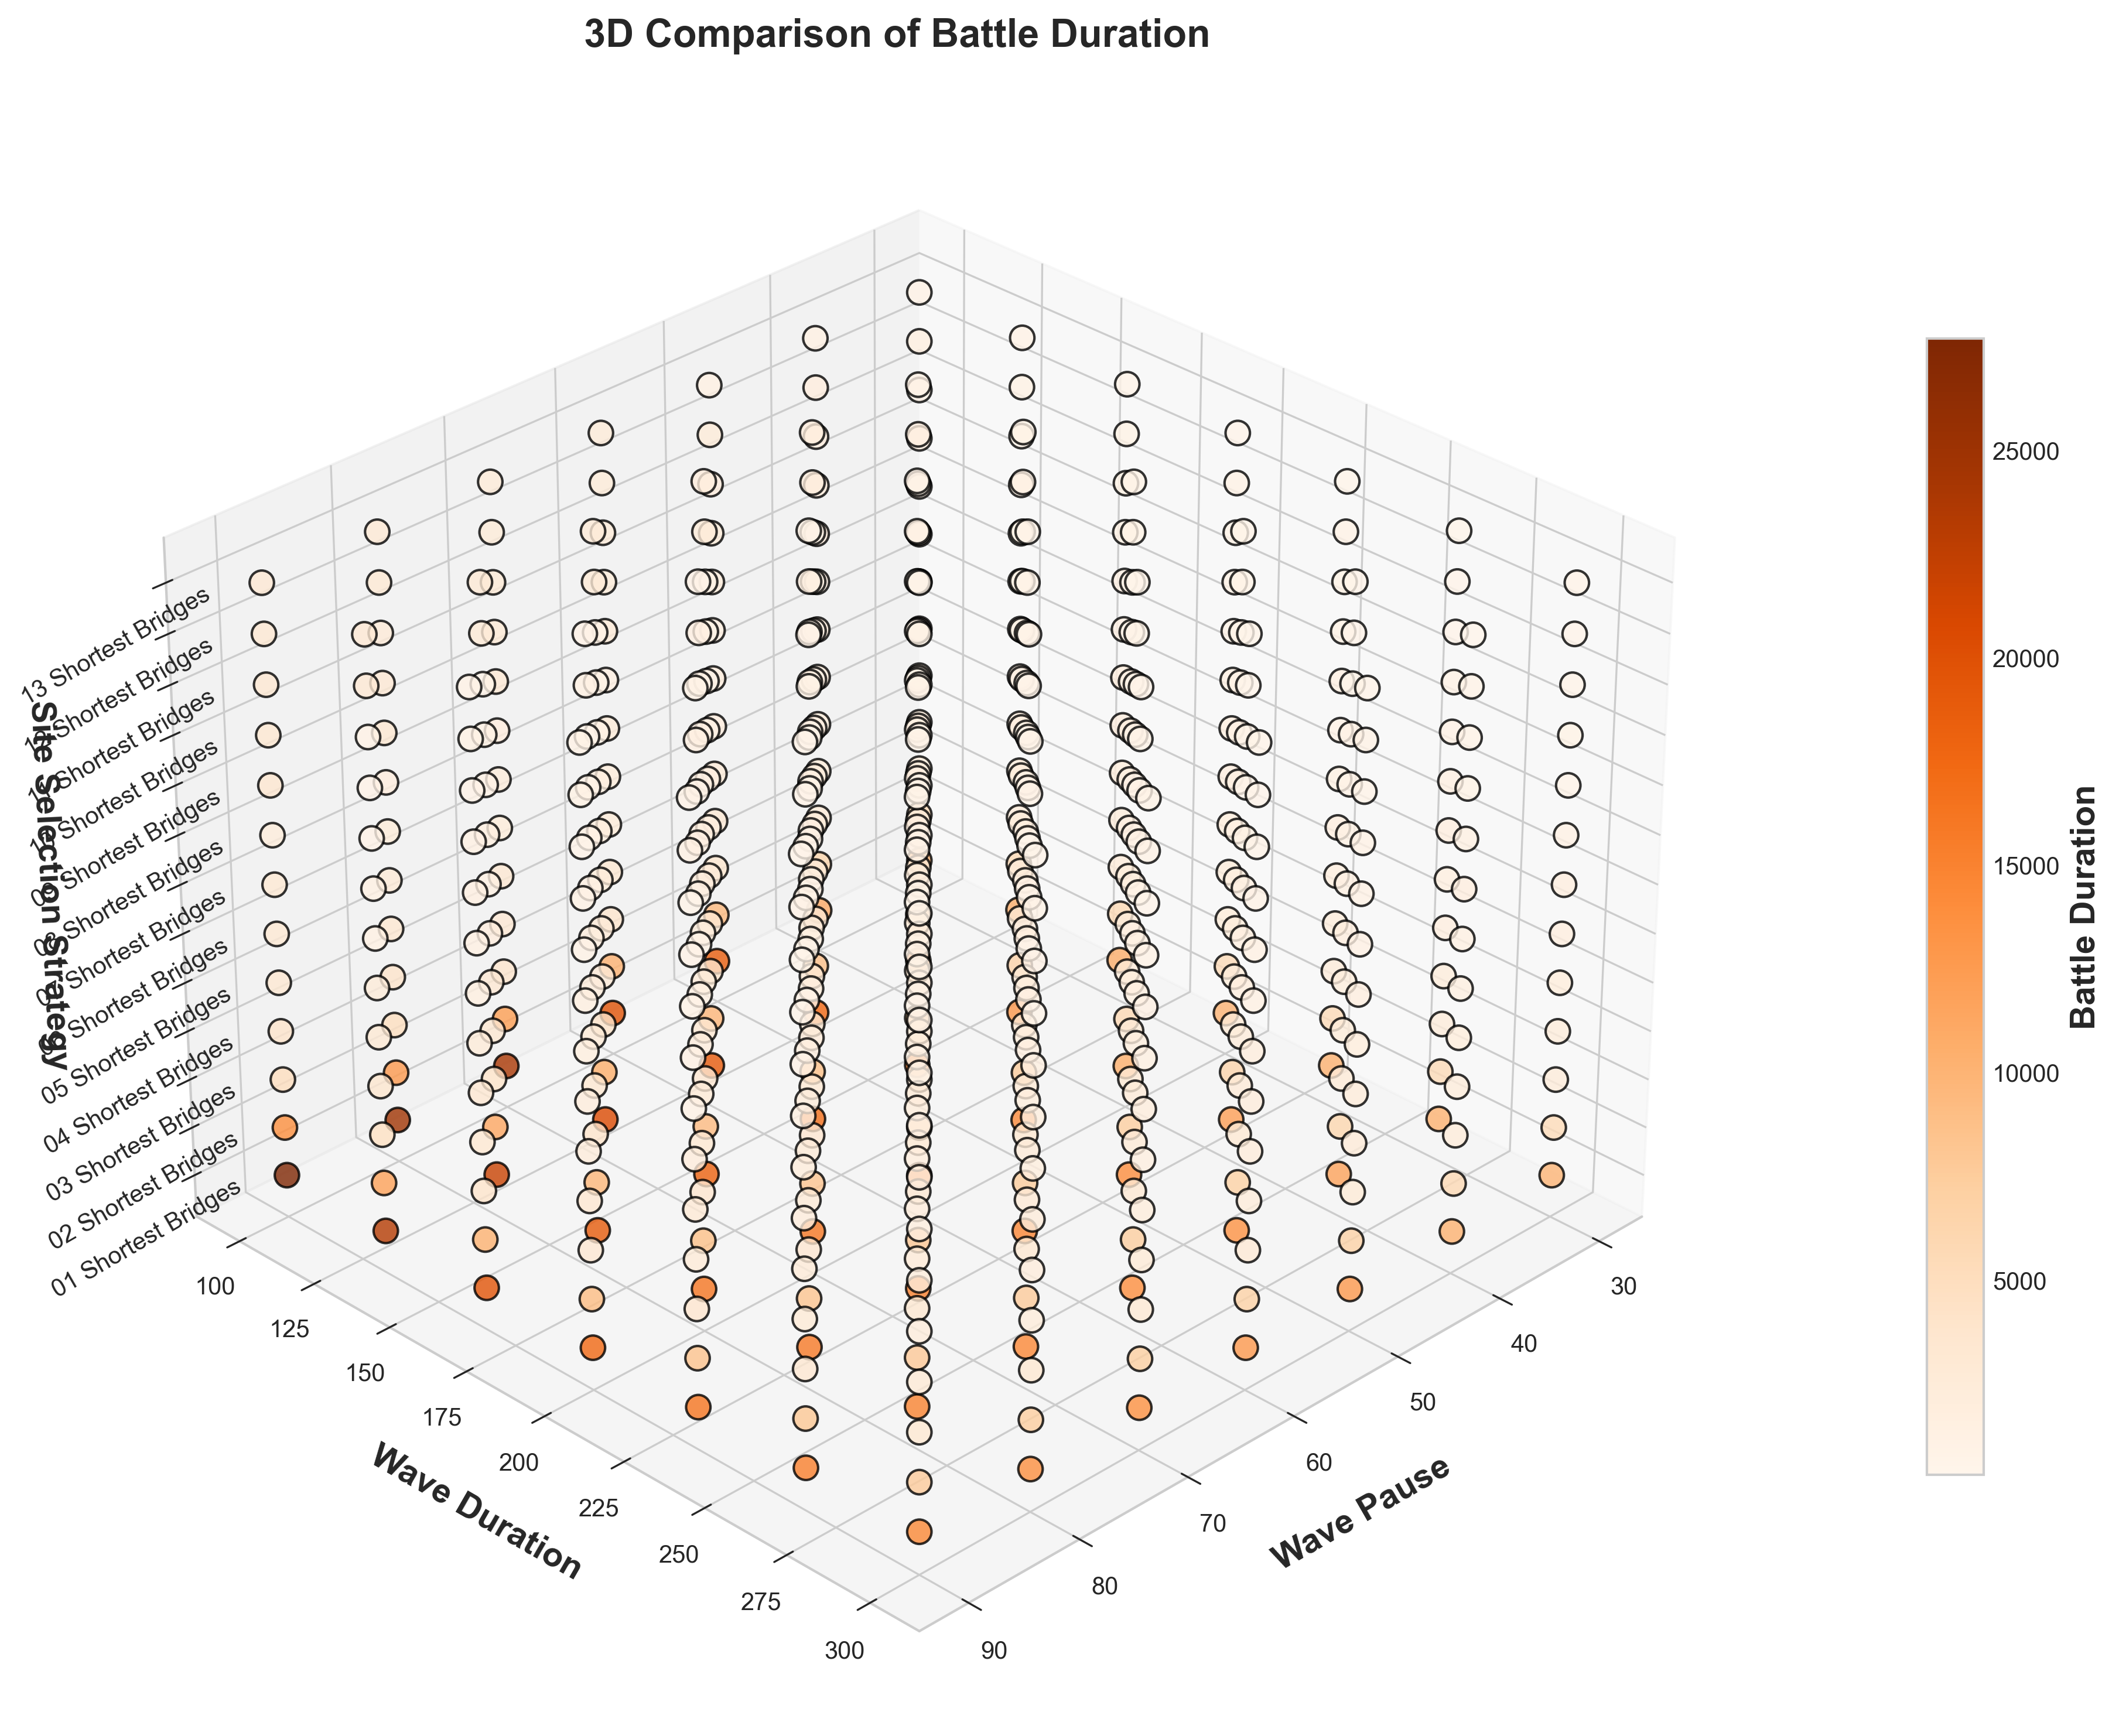 3D Comparison of Battle Duration
13 Shortest Bridges
Shortest Bridges
Shortest Bridges
Shortest Bridges
Shortest Bridges
Shortest Bridges
Shortest Bridges
Shortest Bridges
05 Shortest Bridges
04 Shortest Bridges
03 Shortest Bridges
02 Shortest Bridges
01 Shortest Bridges
Site Selection Strategy
100
125
150
175
200
225
250
275
300
Wave Duration
30
40
50
60
70
80
90
Wave Pause
25000
20000
15000
10000
5000
Battle Duration